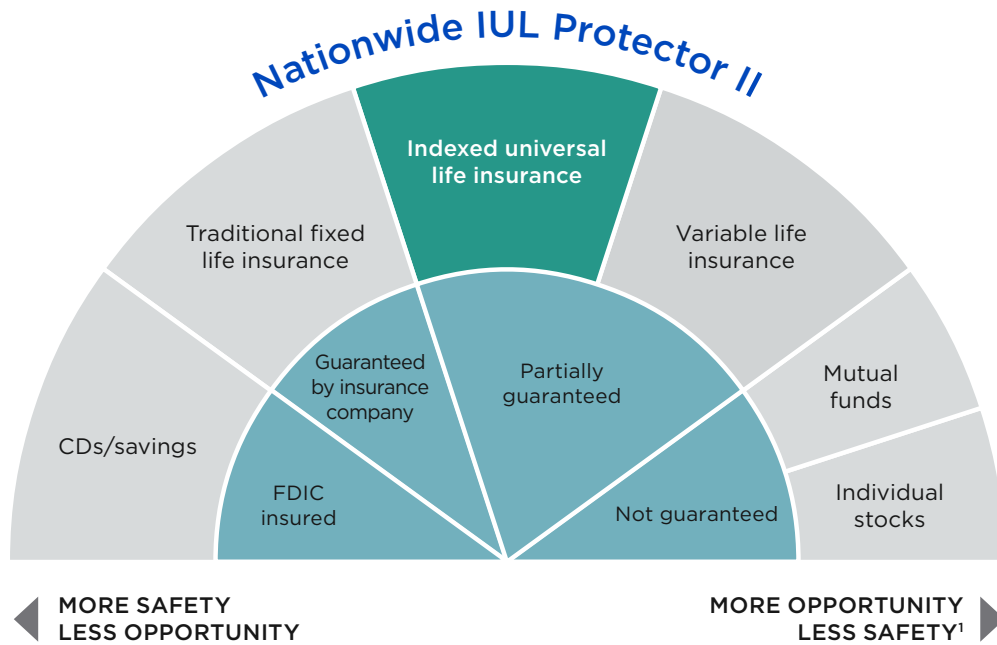 Nationwide IUL Protector II
Indexed universal
life insurance
Traditional fixed
life insurance
Variable life
insurance
CDs/savings
Mutual
funds
Individual
stocks
Guaranteed
by insurance
company
Partially
guaranteed
FDIC
insured
Not guaranteed
MORE SAFETY
LESS OPPORTUNITY
MORE OPPORTUNITY
LESS SAFETY¹